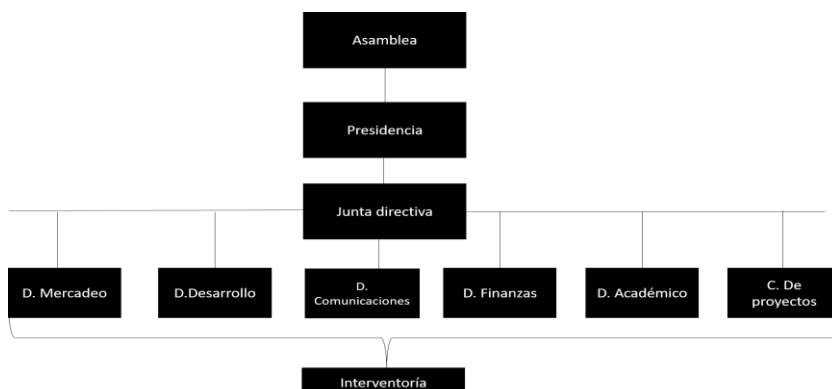 Asamblea
Presidencia
Junta directiva
D. Mercadeo
D.Desarrollo
D.
Comunicaciones
D. Finanzas
D. Académico
C. De
proyectos
Interventoría